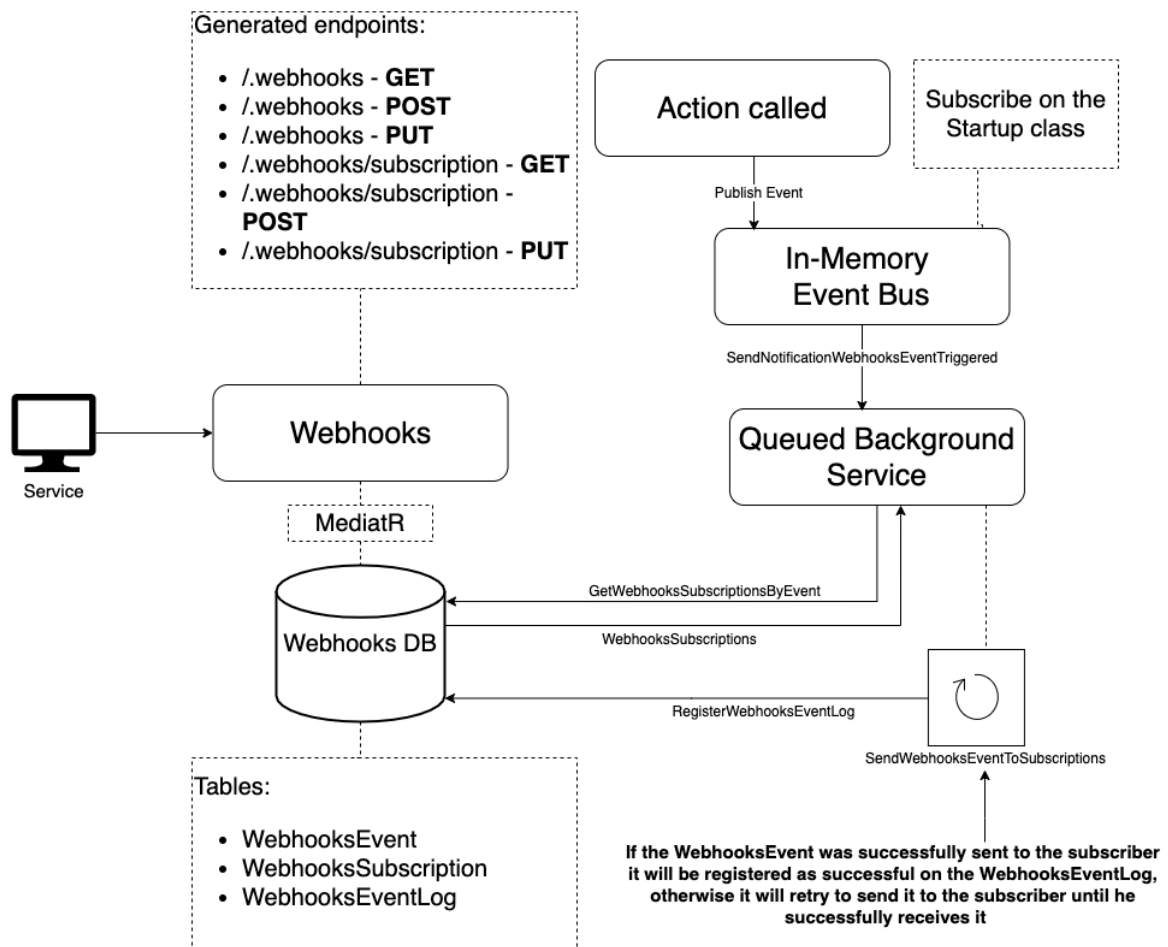 Generated endpoints:
• /.webhooks - GET
• /.webhooks - POST
• /.webhooks - PUT
• /.webhooks/subscription - GET
• /.webhooks/subscription -
POST
• /.webhooks/subscription - PUT
Action called
Subscribe on the
Startup class
Publish Event
In-Memory
Event Bus
SendNotificationWebhooksEventTriggered
Service
Webhooks
Queued Background
Service
MediatR
GetWebhooksSubscriptionsByEvent
Webhooks DB
WebhooksSubscriptions
RegisterWebhooksEventLog
SendWebhooksEventToSubscriptions
Tables:
• WebhooksEvent
• WebhooksSubscription
• WebhooksEventLog
If the WebhooksEvent was successfully sent to the subscriber
it will be registered as successful on the WebhooksEventLog,
otherwise it will retry to send it to the subscriber until he
successfully receives it